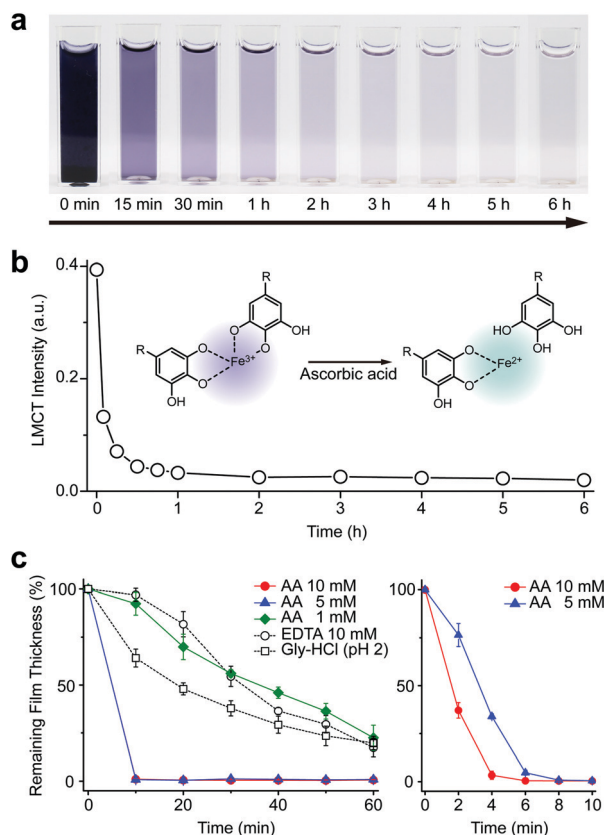 a
0 min 15 min 30 min 1 h 2 h 3 h 4 h 5 h 6 h
b
LMCT Intensity (a.u.)
0.4
0.2
0.0
R
O
O
OH
Fe³⁺
R
O
O
OH
Ascorbic acid
R
O
O
OH
Fe²⁺
R
HO
OH
OH
0 1 2 3 4 5 6
Time (h)
c
Remaining Film Thickness (%)
100
50
0
AA 10 mM
AA 5 mM
AA 1 mM
EDTA 10 mM
Gly-HCl (pH 2)
0 20 40 60
Time (min)
100
50
0
AA 10 mM
AA 5 mM
0 2 4 6 8 10
Time (min)